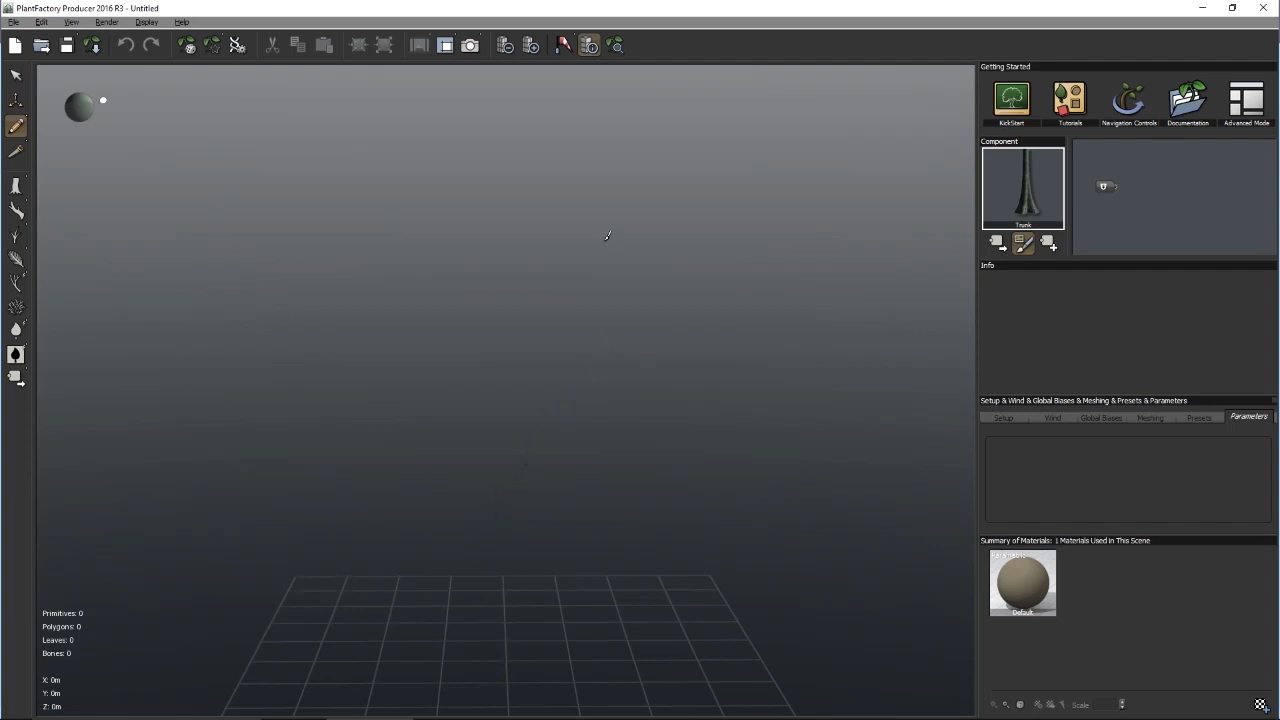 PlantFactory Producer 2016 R3 - Untitled
File Edit View Render Display Help
Getting Started
KickStart Tutorials Navigation Controls Documentation Advanced Mode
Component
Trunk
Info
Setup & Wind & Global Biases & Meshing & Presets & Parameters
Setup Wind Global Biases Meshing Presets Parameters
Summary of Materials: 1 Materials Used in This Scene
Parametric
Default
Primitives: 0
Polygons: 0
Leaves: 0
Bones: 0
X: 0m
Y: 0m
Z: 0m
Scale